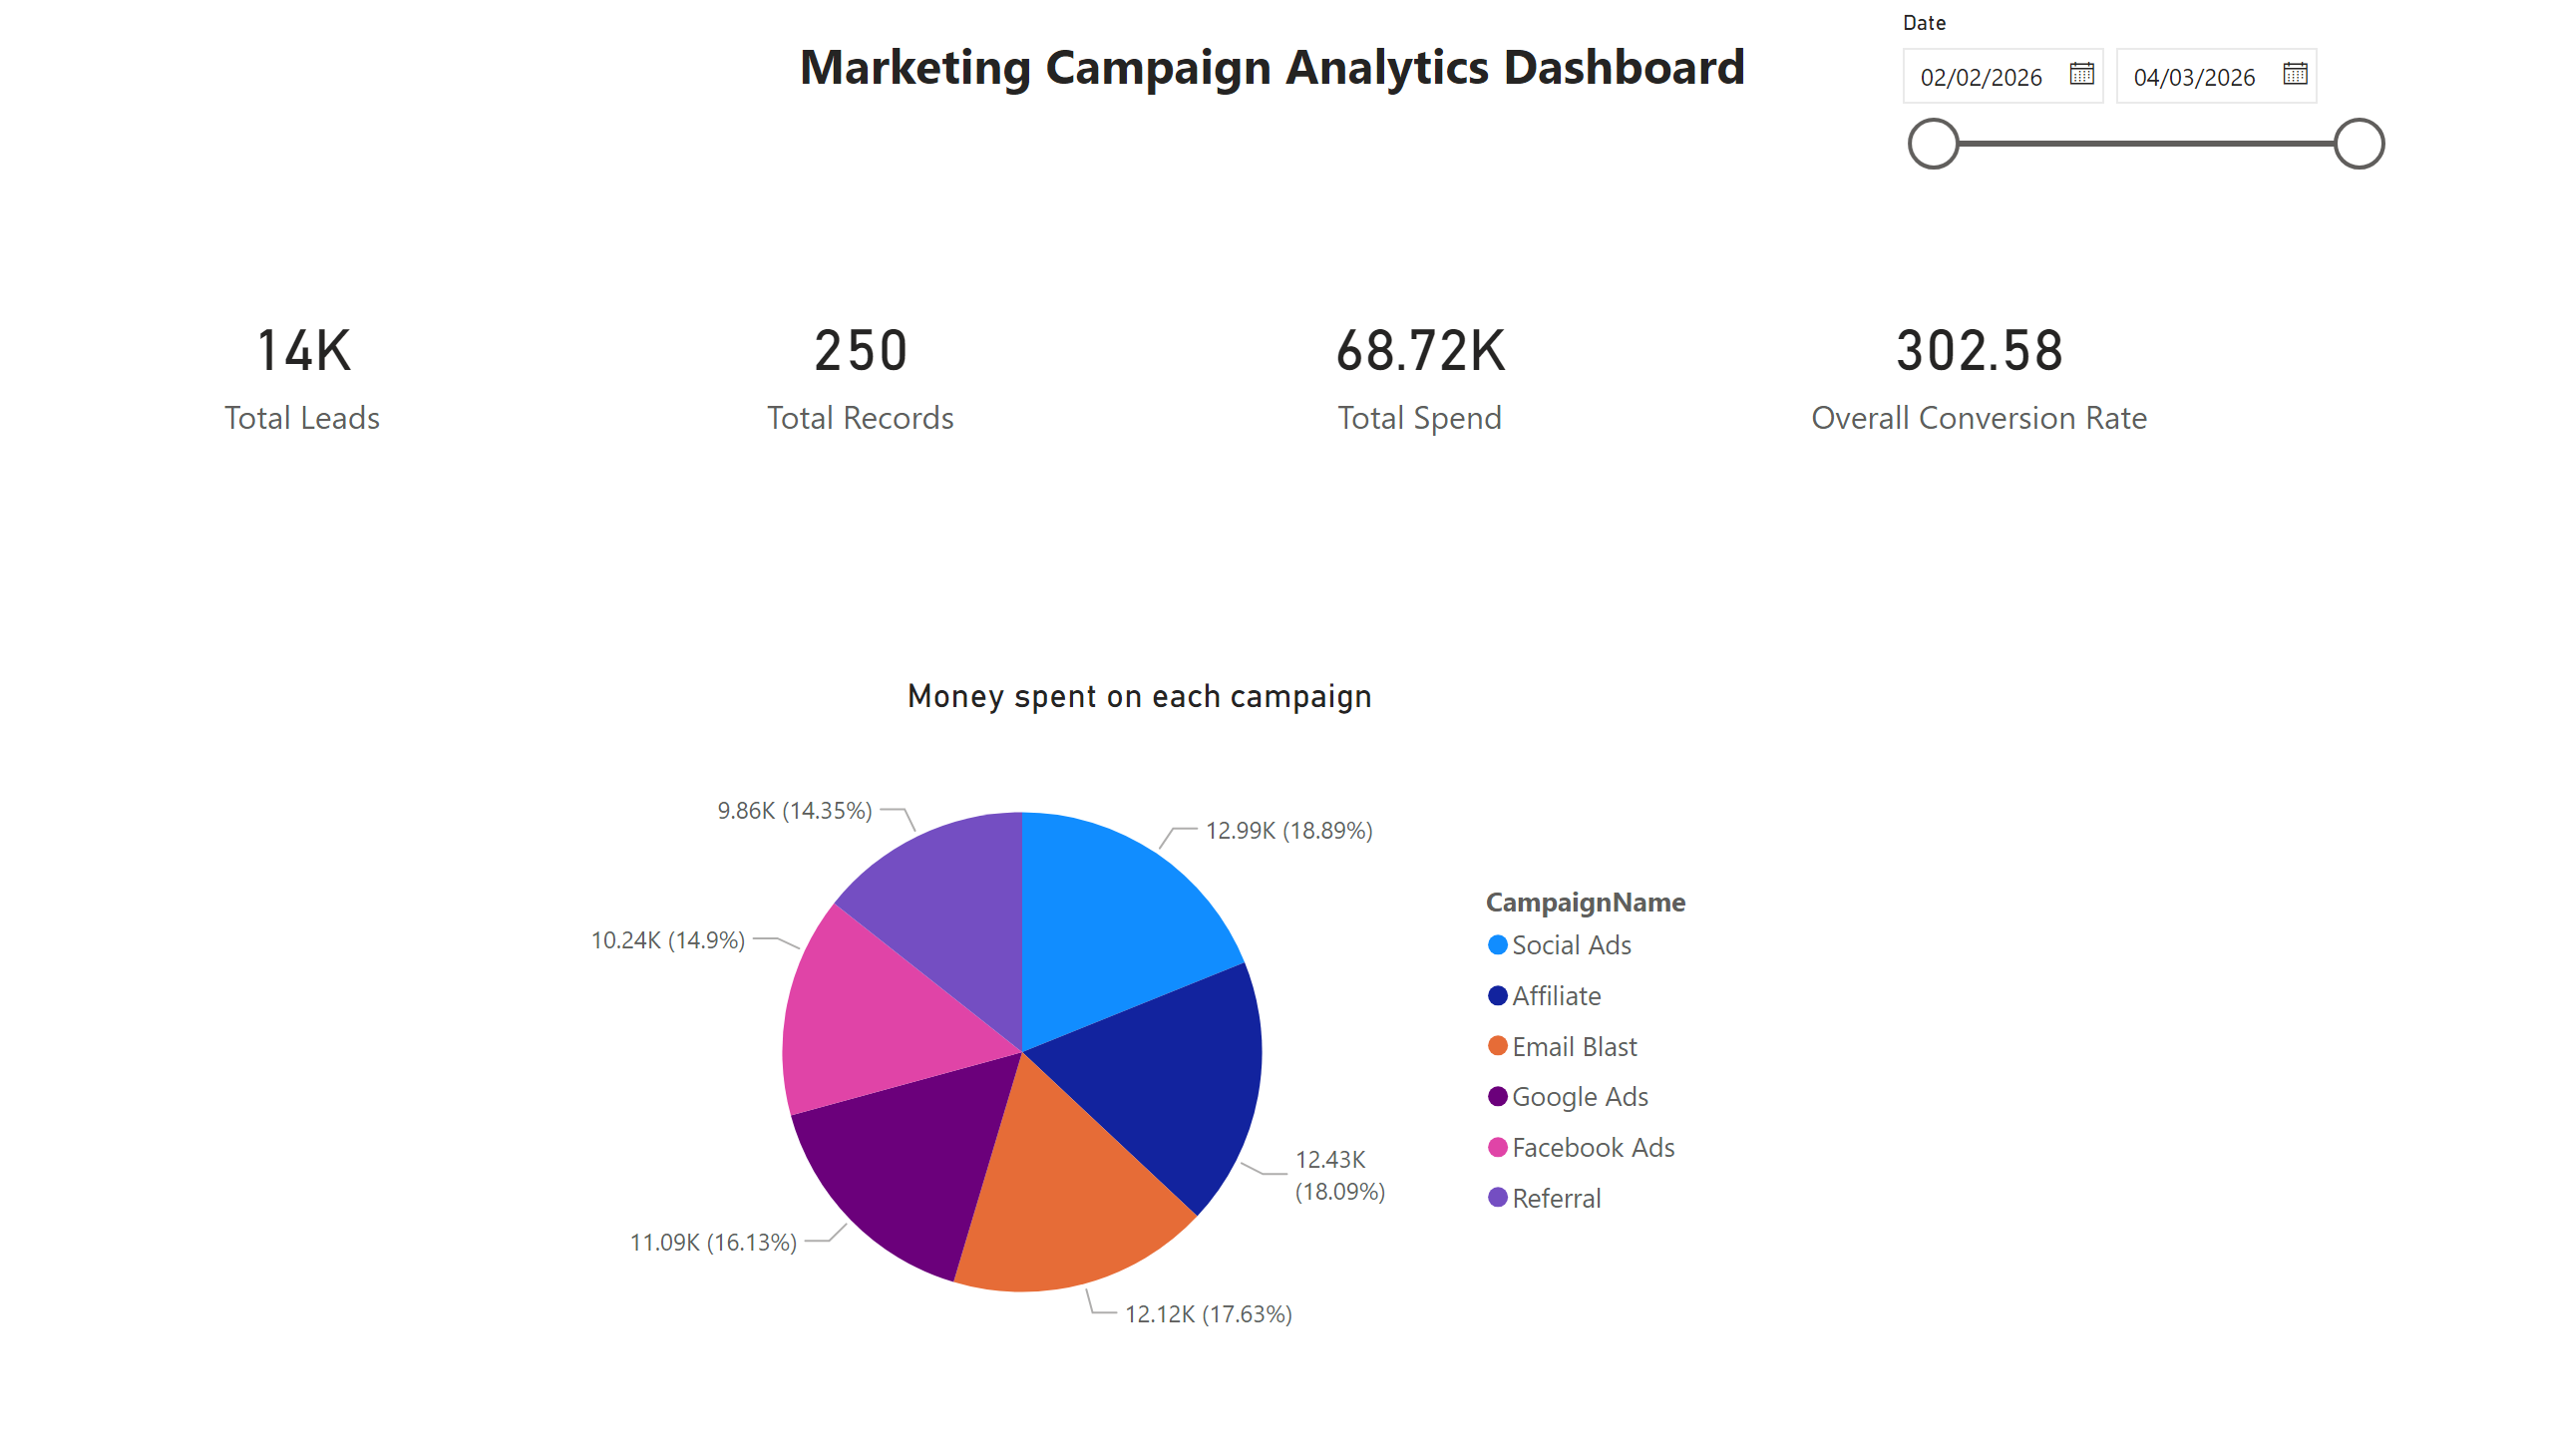 Marketing Campaign Analytics Dashboard
Date
02/02/2026
04/03/2026
14K
Total Leads
250
Total Records
68.72K
Total Spend
302.58
Overall Conversion Rate
Money spent on each campaign
9.86K (14.35%)
12.99K (18.89%)
10.24K (14.9%)
12.43K
(18.09%)
11.09K (16.13%)
12.12K (17.63%)
CampaignName
Social Ads
Affiliate
Email Blast
Google Ads
Facebook Ads
Referral